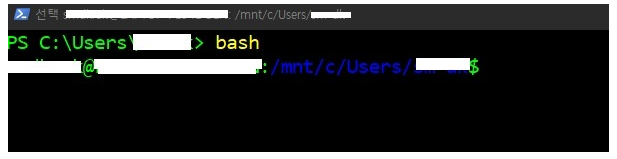 선택 : /mnt/c/Users/
PS C:\Users\ > bash
@ :/mnt/c/Users/ $